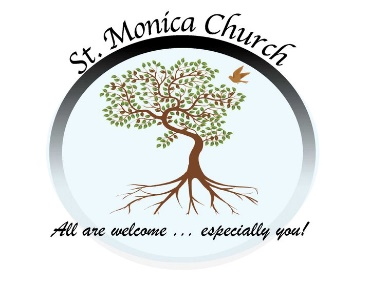 St. Monica Church
All are welcome ... especially you!